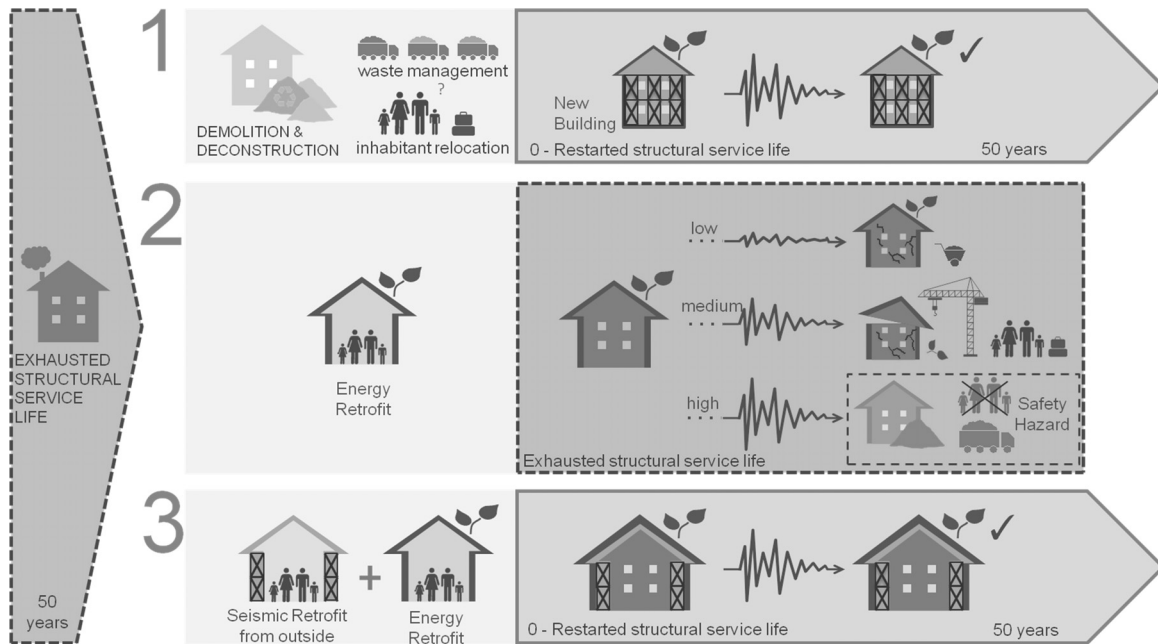 EXHAUSTED
STRUCTURAL
SERVICE
LIFE
50
years
1
DEMOLITION &
DECONSTRUCTION
waste management
?
inhabitant relocation
New
Building
0 - Restarted structural service life
50 years
2
Energy
Retrofit
low
medium
high
Safety
Hazard
Exhausted structural service life
3
Seismic Retrofit
from outside
+
Energy
Retrofit
0 - Restarted structural service life
50 years